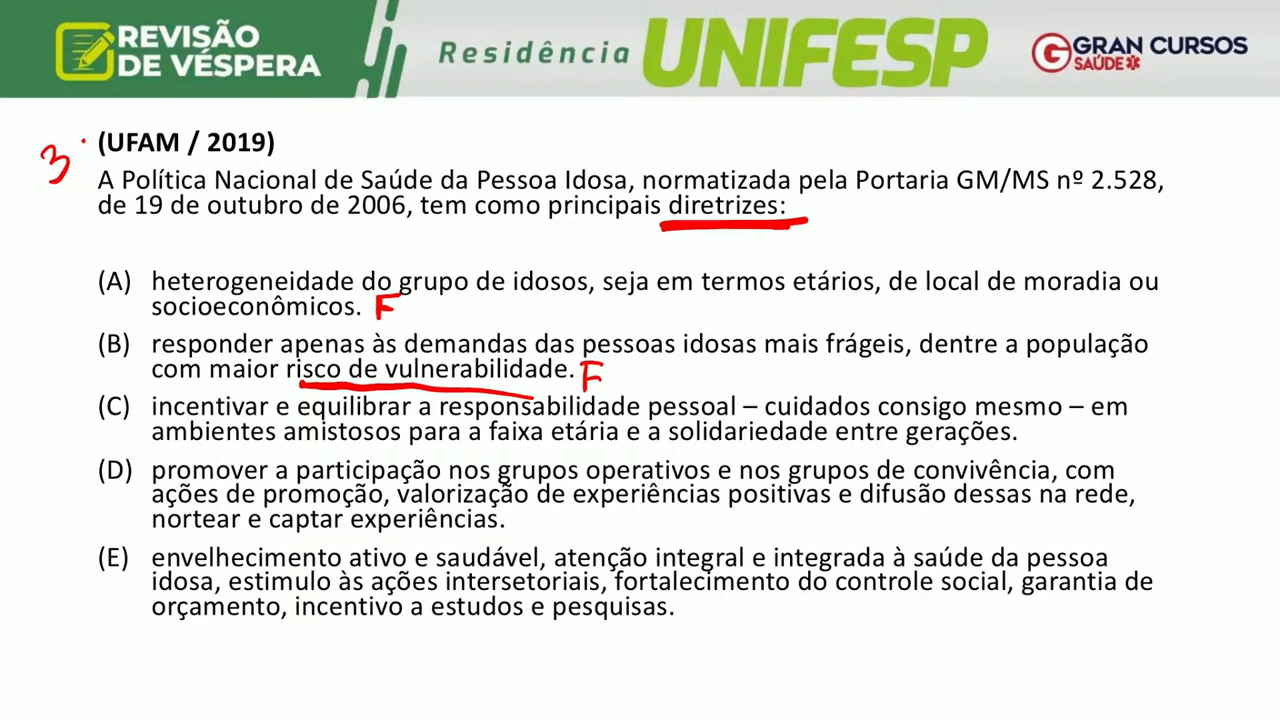 REVISÃO
DE VÉSPERA
Residência UNIFESP
GRAN CURSOS
SAÚDE
3. (UFAM / 2019)
A Política Nacional de Saúde da Pessoa Idosa, normatizada pela Portaria GM/MS nº 2.528,
de 19 de outubro de 2006, tem como principais diretrizes:
(A) heterogeneidade do grupo de idosos, seja em termos etários, de local de moradia ou
socioeconômicos. F
(B) responder apenas às demandas das pessoas idosas mais frágeis, dentre a população
com maior risco de vulnerabilidade. F
(C) incentivar e equilibrar a responsabilidade pessoal – cuidados consigo mesmo – em
ambientes amistosos para a faixa etária e a solidariedade entre gerações.
(D) promover a participação nos grupos operativos e nos grupos de convivência, com
ações de promoção, valorização de experiências positivas e difusão dessas na rede,
nortear e captar experiências.
(E) envelhecimento ativo e saudável, atenção integral e integrada à saúde da pessoa
idosa, estimulo às ações intersetoriais, fortalecimento do controle social, garantia de
orçamento, incentivo a estudos e pesquisas.